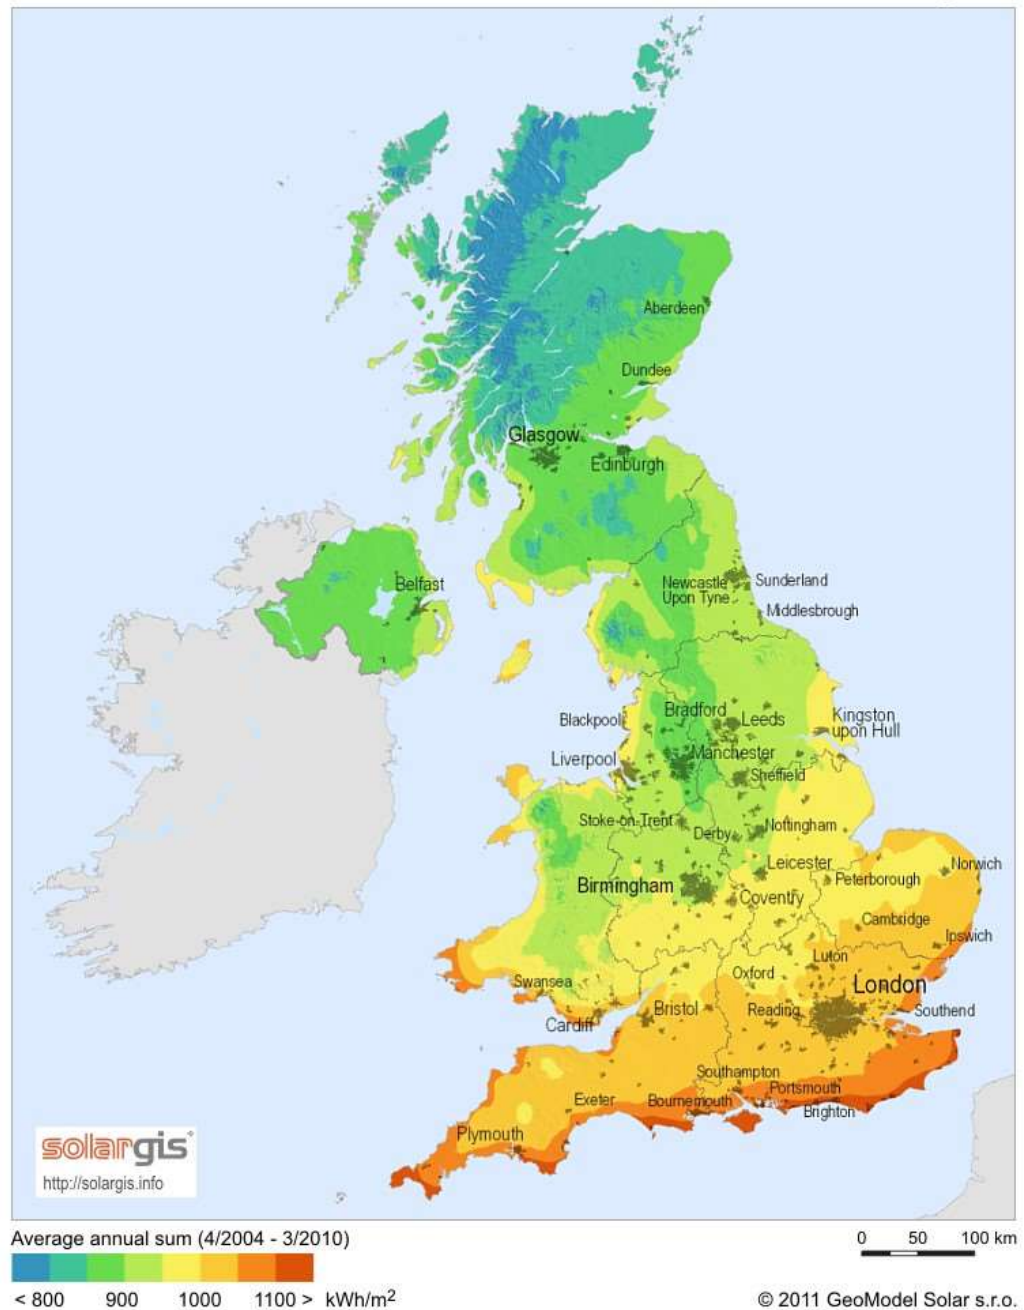 Aberdeen
Dundee
Glasgow
Edinburgh
Belfast
Newcastle
Upon Tyne
Sunderland
Middlesbrough
Blackpool
Bradford
Leeds
Kingston
upon Hull
Liverpool
Manchester
Sheffield
Stoke-on-Trent
Derby
Nottingham
Birmingham
Leicester
Peterborough
Norwich
Coventry
Cambridge
Ipswich
Swansea
Oxford
Luton
London
Cardiff
Bristol
Reading
Southend
Southampton
Exeter
Bournemouth
Portsmouth
Brighton
Plymouth
solargis
http://solargis.info
Average annual sum (4/2004 - 3/2010)
0 50 100 km
< 800 900 1000 1100 > kWh/m2
© 2011 GeoModel Solar s.r.o.